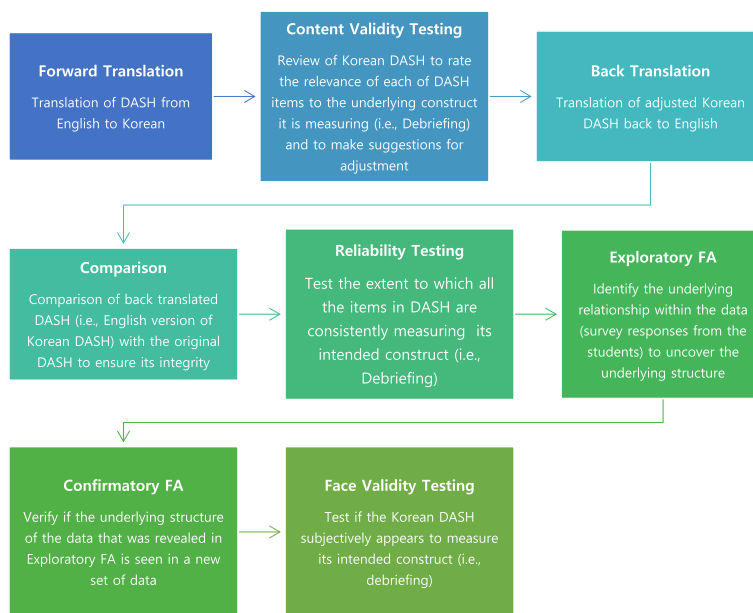 Forward Translation
Translation of DASH from
English to Korean
Content Validity Testing
Review of Korean DASH to rate
the relevance of each of DASH
items to the underlying construct
it is measuring (i.e., Debriefing)
and to make suggestions for
adjustment
Back Translation
Translation of adjusted Korean
DASH back to English
Comparison
Comparison of back translated
DASH (i.e., English version of
Korean DASH) with the original
DASH to ensure its integrity
Reliability Testing
Test the extent to which all
the items in DASH are
consistently measuring its
intended construct (i.e.,
Debriefing)
Exploratory FA
Identify the underlying
relationship within the data
(survey responses from the
students) to uncover the
underlying structure
Confirmatory FA
Verify if the underlying structure
of the data that was revealed in
Exploratory FA is seen in a new
set of data
Face Validity Testing
Test if the Korean DASH
subjectively appears to measure
its intended construct (i.e.,
debriefing)